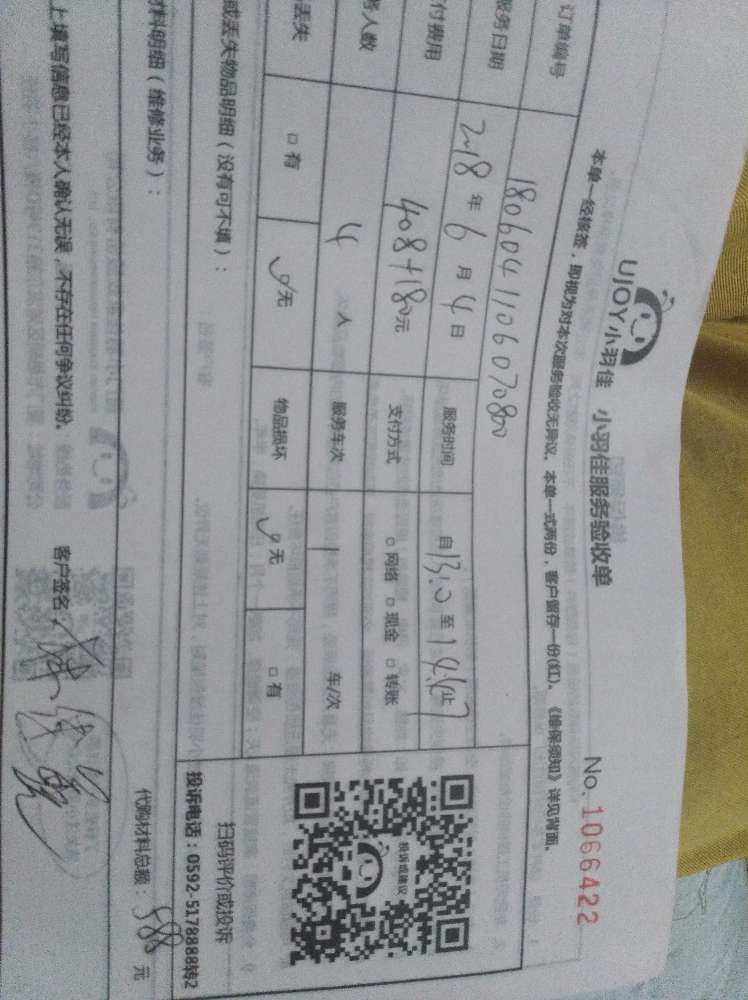 UJOY小羽佳 小羽佳服务验收单
No. 1066422
本单一经核签，即视为对本次服务验收无异议。本单一式两份，客户留存一份(红)。《维保须知》详见背面。
订单编号 180604110607080
服务日期 2018年6月4日 服务时间 自13:0至 止
付费用 408+180元 支付方式 □网络 □现金 □转账
务人数 4人 服务车次 1 车/次
丢失 □有 ✓无 物品损坏 ✓无 □有
或丢失物品明细（没有可不填）：
投诉或建议
扫码评价或投诉
投诉电话：0592-5178888转2
材料明细（维修业务）：
代购材料总额：588元
上填写信息已经本人确认无误，不存在任何争议纠纷。 客户签名：